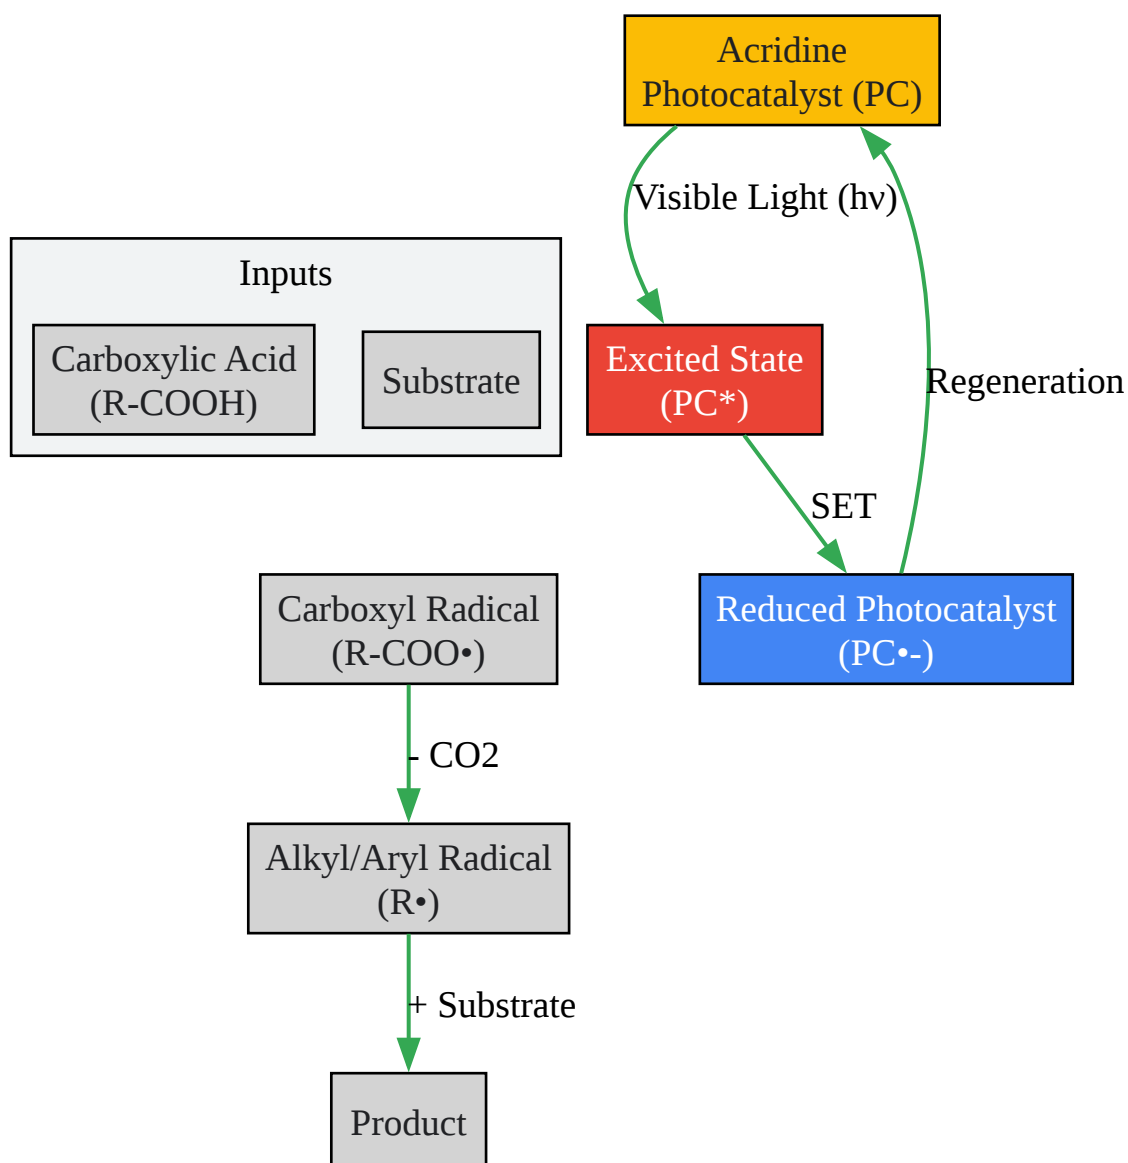 Acridine
Photocatalyst (PC)
Visible Light (hν)
Inputs
Carboxylic Acid
(R-COOH)
Substrate
Excited State
(PC*)
Regeneration
SET
Carboxyl Radical
(R-COO•)
Reduced Photocatalyst
(PC•-)
- CO2
Alkyl/Aryl Radical
(R•)
+ Substrate
Product